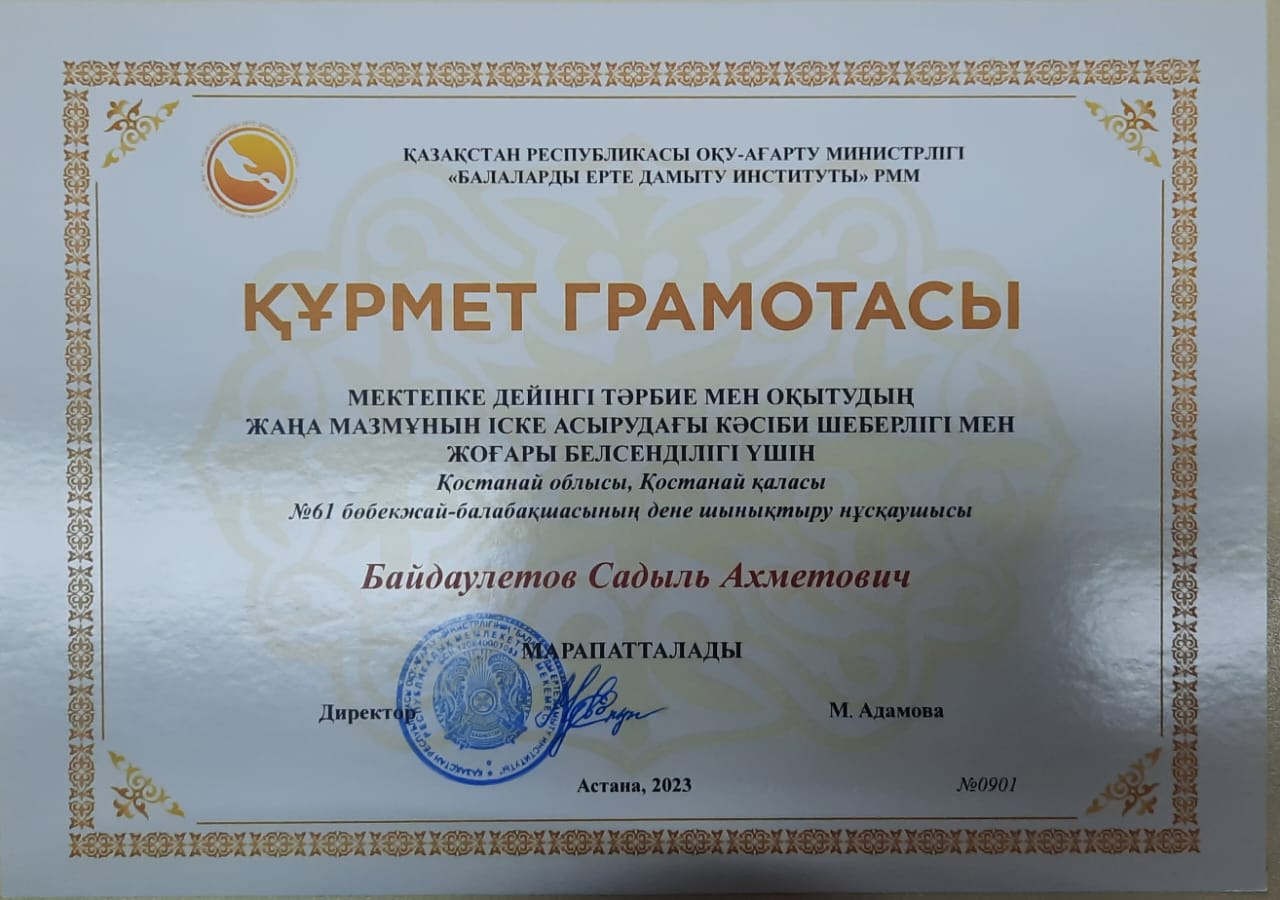 ҚАЗАҚСТАН РЕСПУБЛИКАСЫ ОҚУ-АҒАРТУ МИНИСТРЛІГІ
«БАЛАЛАРДЫ ЕРТЕ ДАМЫТУ ИНСТИТУТЫ» РММ
ҚҰРМЕТ ГРАМОТАСЫ
МЕКТЕПКЕ ДЕЙІНГІ ТӘРБИЕ МЕН ОҚЫТУДЫҢ
ЖАҢА МАЗМҰНЫН ІСКЕ АСЫРУДАҒЫ КӘСІБИ ШЕБЕРЛІГІ МЕН
ЖОҒАРЫ БЕЛСЕНДІЛІГІ ҮШІН
Қостанай облысы, Қостанай қаласы
№61 бөбекжай-балабақшасының дене шынықтыру нұсқаушысы
Байдаулетов Садыль Ахметович
МАРАПАТТАЛАДЫ
Директор М. Адамова
Астана, 2023 №0901